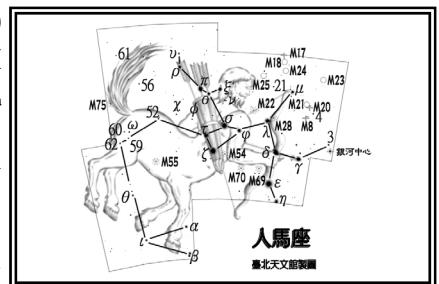 61
υ
ρ
M17
M18
M24
56
π
ξ
M25
21
M23
μ
M75
ο
ν
52
χ
φ
M22
M21
M20
4
M8
60
ω
σ
λ
M28
62
59
τ
φ
3
銀河中心
M55
ζ
M54
δ
γ
M70
M69
ε
θ
η
α
ι
β
人馬座
臺北天文館製圖